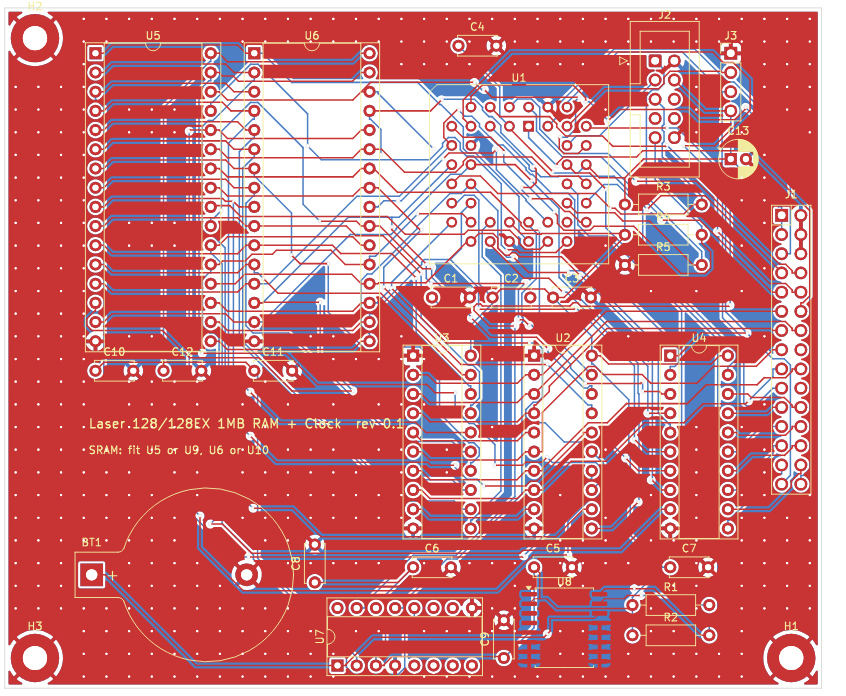 H2
U5
U6
C4
J2
J3
U1
C13
R3
J1
R5
C1
C2
C3
U3
U2
U4
C10
C12
C11
Laser 128/128EX 1MB RAM + Clock rev 0.1
SRAM: fit U5 or U9, U6 or U10
BT1
+
C8
C6
C5
C7
U8
R1
R2
U7
C9
H3
H1